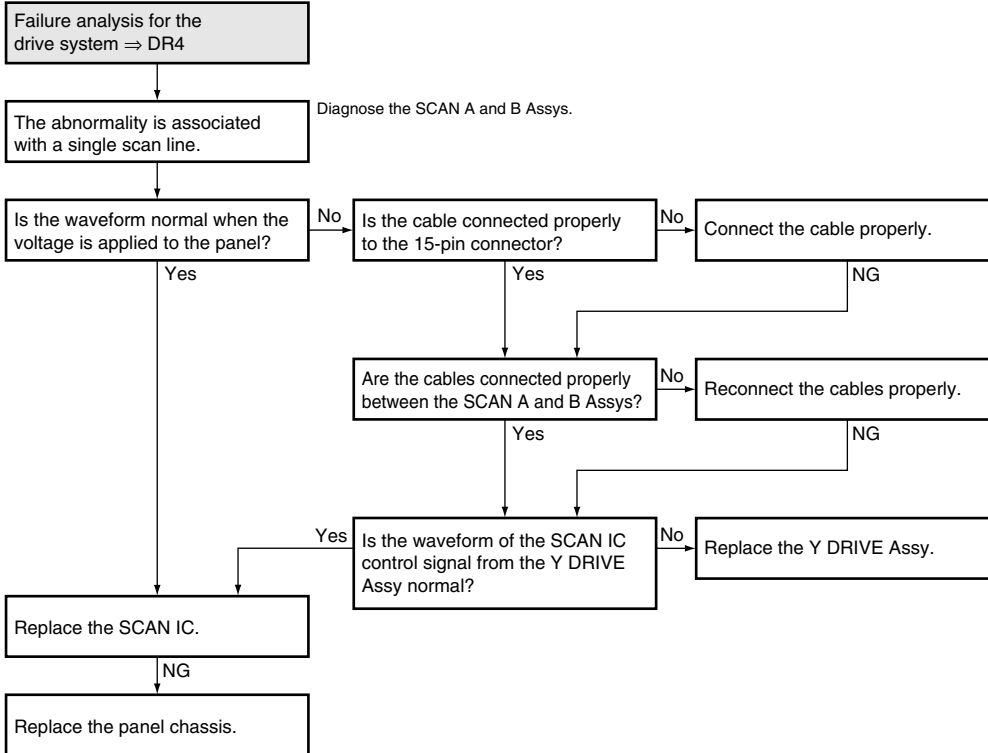 Failure analysis for the
drive system ⇒ DR4
Diagnose the SCAN A and B Assys.
The abnormality is associated
with a single scan line.
Is the waveform normal when the
voltage is applied to the panel?
No
Is the cable connected properly
to the 15-pin connector?
No
Connect the cable properly.
Yes
Yes
NG
Are the cables connected properly
between the SCAN A and B Assys?
No
Reconnect the cables properly.
Yes
NG
Yes
Is the waveform of the SCAN IC
control signal from the Y DRIVE
Assy normal?
No
Replace the Y DRIVE Assy.
Replace the SCAN IC.
NG
Replace the panel chassis.